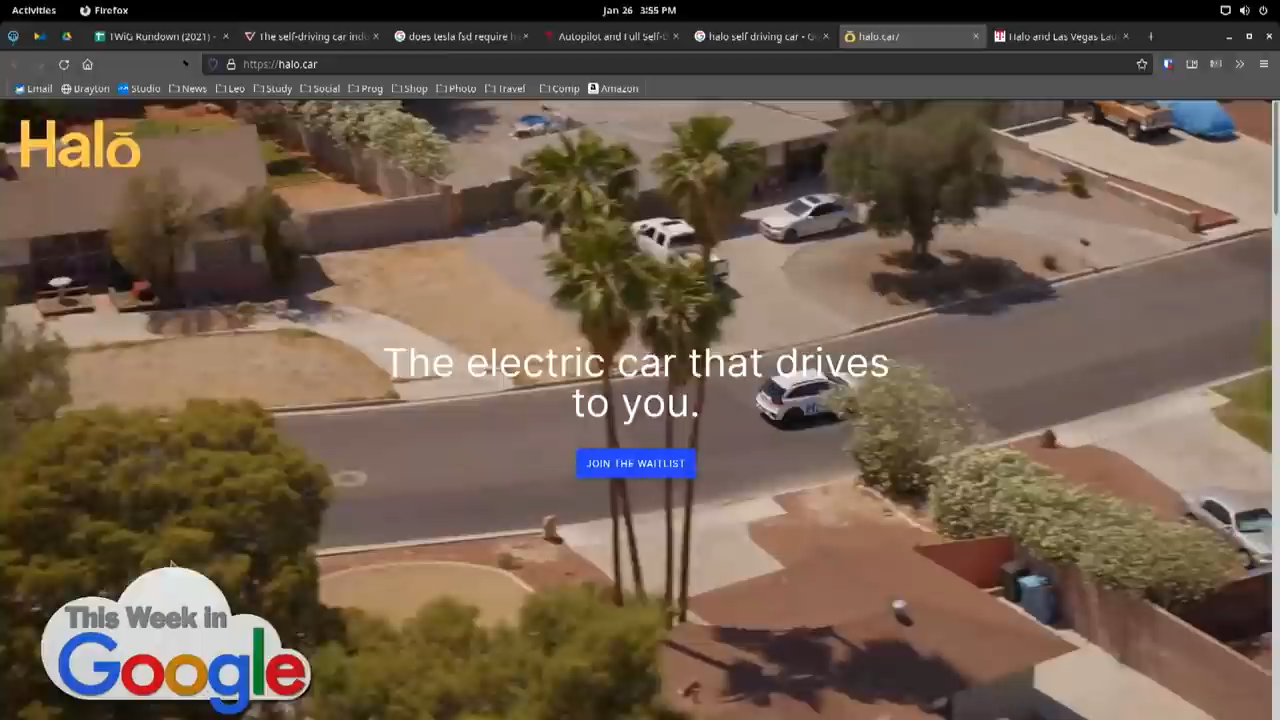 Activities
Firefox
Jan 26 3:55 PM
TWiG Rundown (2021) -
The self-driving car ind
does tesla fsd require h
Autopilot and Full Self-D
halo self driving car - G
halo.car/
Halo and Las Vegas Lau
https://halo.car
Email
Brayton
Studio
News
Leo
Study
Social
Prog
Shop
Photo
Travel
Comp
Amazon
Halo
The electric car that drives
to you.
JOIN THE WAITLIST
This Week in
Google